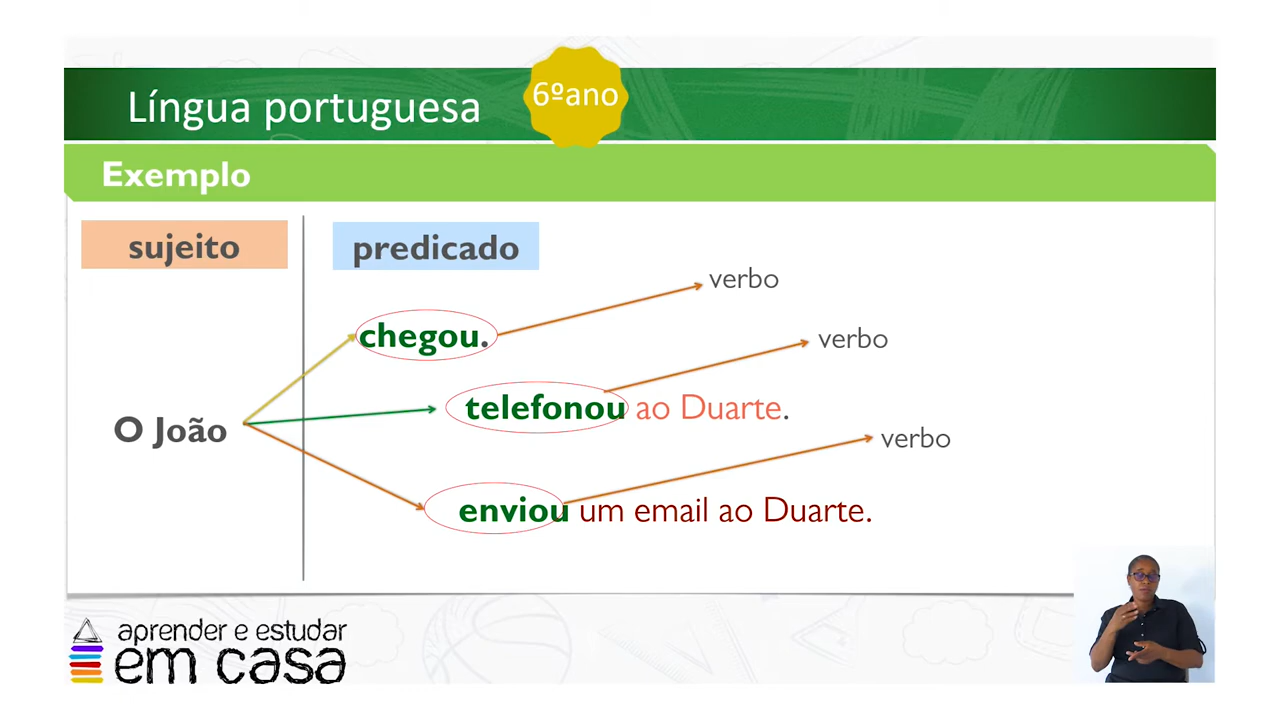 Língua portuguesa
6ºano
Exemplo
sujeito
predicado
verbo
chegou.
verbo
telefonou ao Duarte.
O João
verbo
enviou um email ao Duarte.
aprender e estudar
em casa